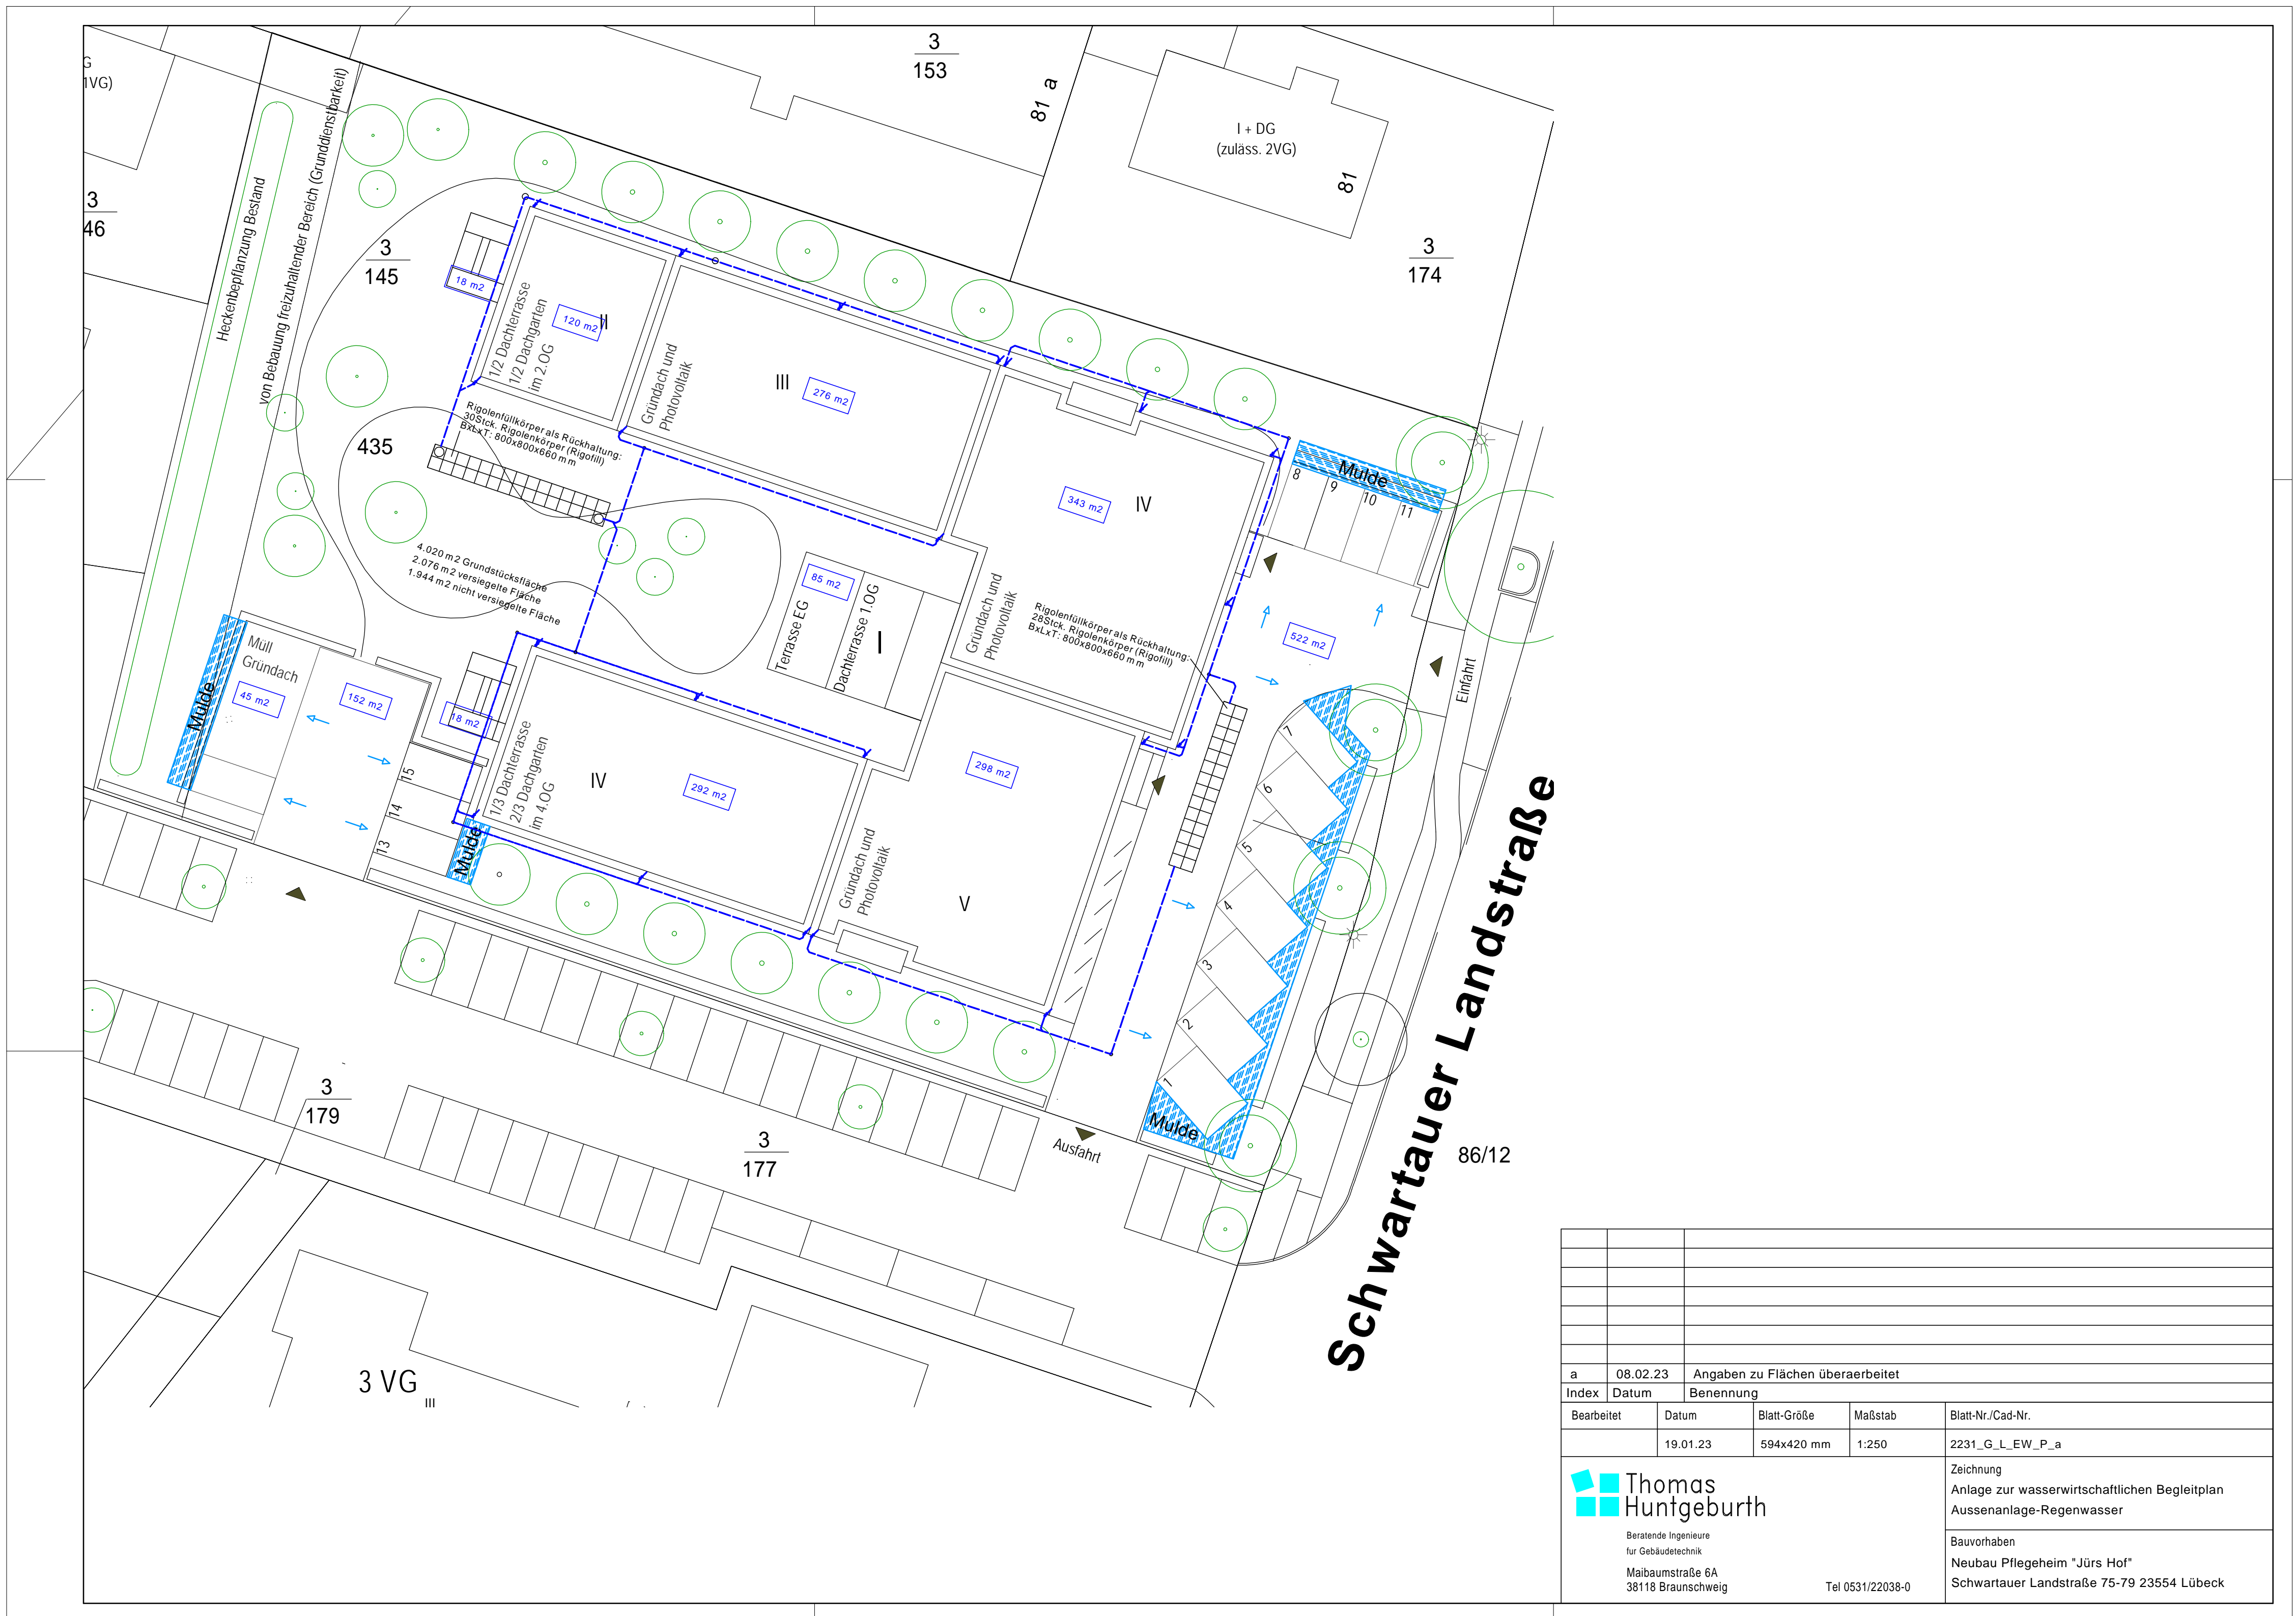 3
153
81 a
I + DG
(zuläss. 2VG)
81
3
174
G
1VG)
3
46
Heckenbepflanzung Bestand
von Bebauung freizuhaltender Bereich (Grunddienstbarkeit)
3
145
18 m2
1/2 Dachterrasse
1/2 Dachgarten
im 2.OG
120 m2
II
Gründach und
Photovoltaik
III
276 m2
Rigolenfüllkörper als Rückhaltung:
30Stck. Rigolenkörper (Rigofill)
BxLxT: 800x800x660 mm
435
343 m2
IV
Mulde
8
9
10
11
4.020 m2 Grundstücksfläche
2.076 m2 versiegelte Fläche
1.944 m2 nicht versiegelte Fläche
85 m2
Terrasse EG
Dachterrasse 1.OG
I
Gründach und
Photovoltaik
Rigolenfüllkörper als Rückhaltung:
28Stck. Rigolenkörper (Rigofill)
BxLxT: 800x800x660 mm
522 m2
Einfahrt
Müll
Gründach
Mulde
45 m2
152 m2
18 m2
15
14
13
Mulde
1/3 Dachterrasse
2/3 Dachgarten
im 4.OG
IV
292 m2
298 m2
Gründach und
Photovoltaik
V
7
6
5
4
3
2
1
Mulde
Ausfahrt
Schwartauer Landstraße
86/12
3
179
3
177
3 VG
III
a 08.02.23 Angaben zu Flächen überaerbeitet
Index Datum Benennung
Bearbeitet Datum Blatt-Größe Maßstab Blatt-Nr./Cad-Nr.
19.01.23 594x420 mm 1:250 2231_G_L_EW_P_a
Thomas
Huntgeburth
Beratende Ingenieure
fur Gebäudetechnik
Maibaumstraße 6A
38118 Braunschweig Tel 0531/22038-0
Zeichnung
Anlage zur wasserwirtschaftlichen Begleitplan
Aussenanlage-Regenwasser
Bauvorhaben
Neubau Pflegeheim "Jürs Hof"
Schwartauer Landstraße 75-79 23554 Lübeck